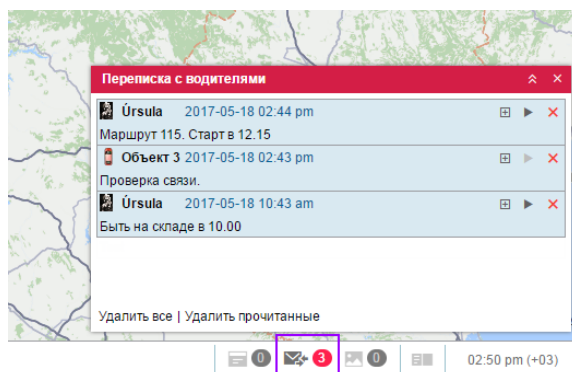 Переписка с водителями
Úrsula 2017-05-18 02:44 pm
Маршрут 115. Старт в 12.15
Объект 3 2017-05-18 02:43 pm
Проверка связи.
Úrsula 2017-05-18 10:43 am
Быть на складе в 10.00
Удалить все | Удалить прочитанные
0 3 0 02:50 pm (+03)